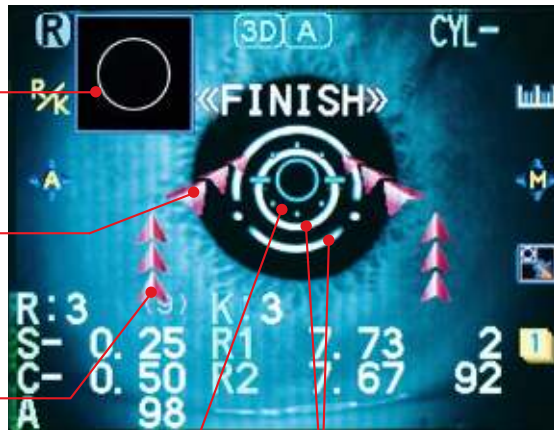 R 3D A CYL-
R/K «FINISH»
A M
R:3 (9) K 3
S- 0. 25 R1 7. 73 2 1
C- 0. 50 R2 7. 67 92
A 98